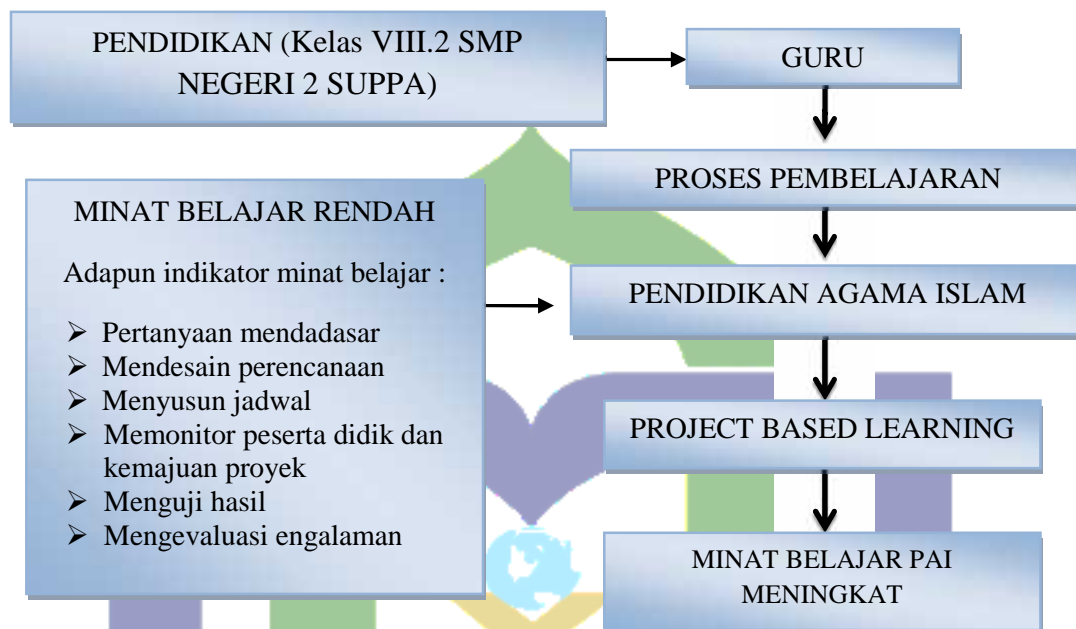 PENDIDIKAN (Kelas VIII.2 SMP
NEGERI 2 SUPPA)
GURU
PROSES PEMBELAJARAN
MINAT BELAJAR RENDAH
Adapun indikator minat belajar :
➢ Pertanyaan mendadasar
➢ Mendesain perencanaan
➢ Menyusun jadwal
➢ Memonitor peserta didik dan
kemajuan proyek
➢ Menguji hasil
➢ Mengevaluasi engalaman
PENDIDIKAN AGAMA ISLAM
PROJECT BASED LEARNING
MINAT BELAJAR PAI
MENINGKAT